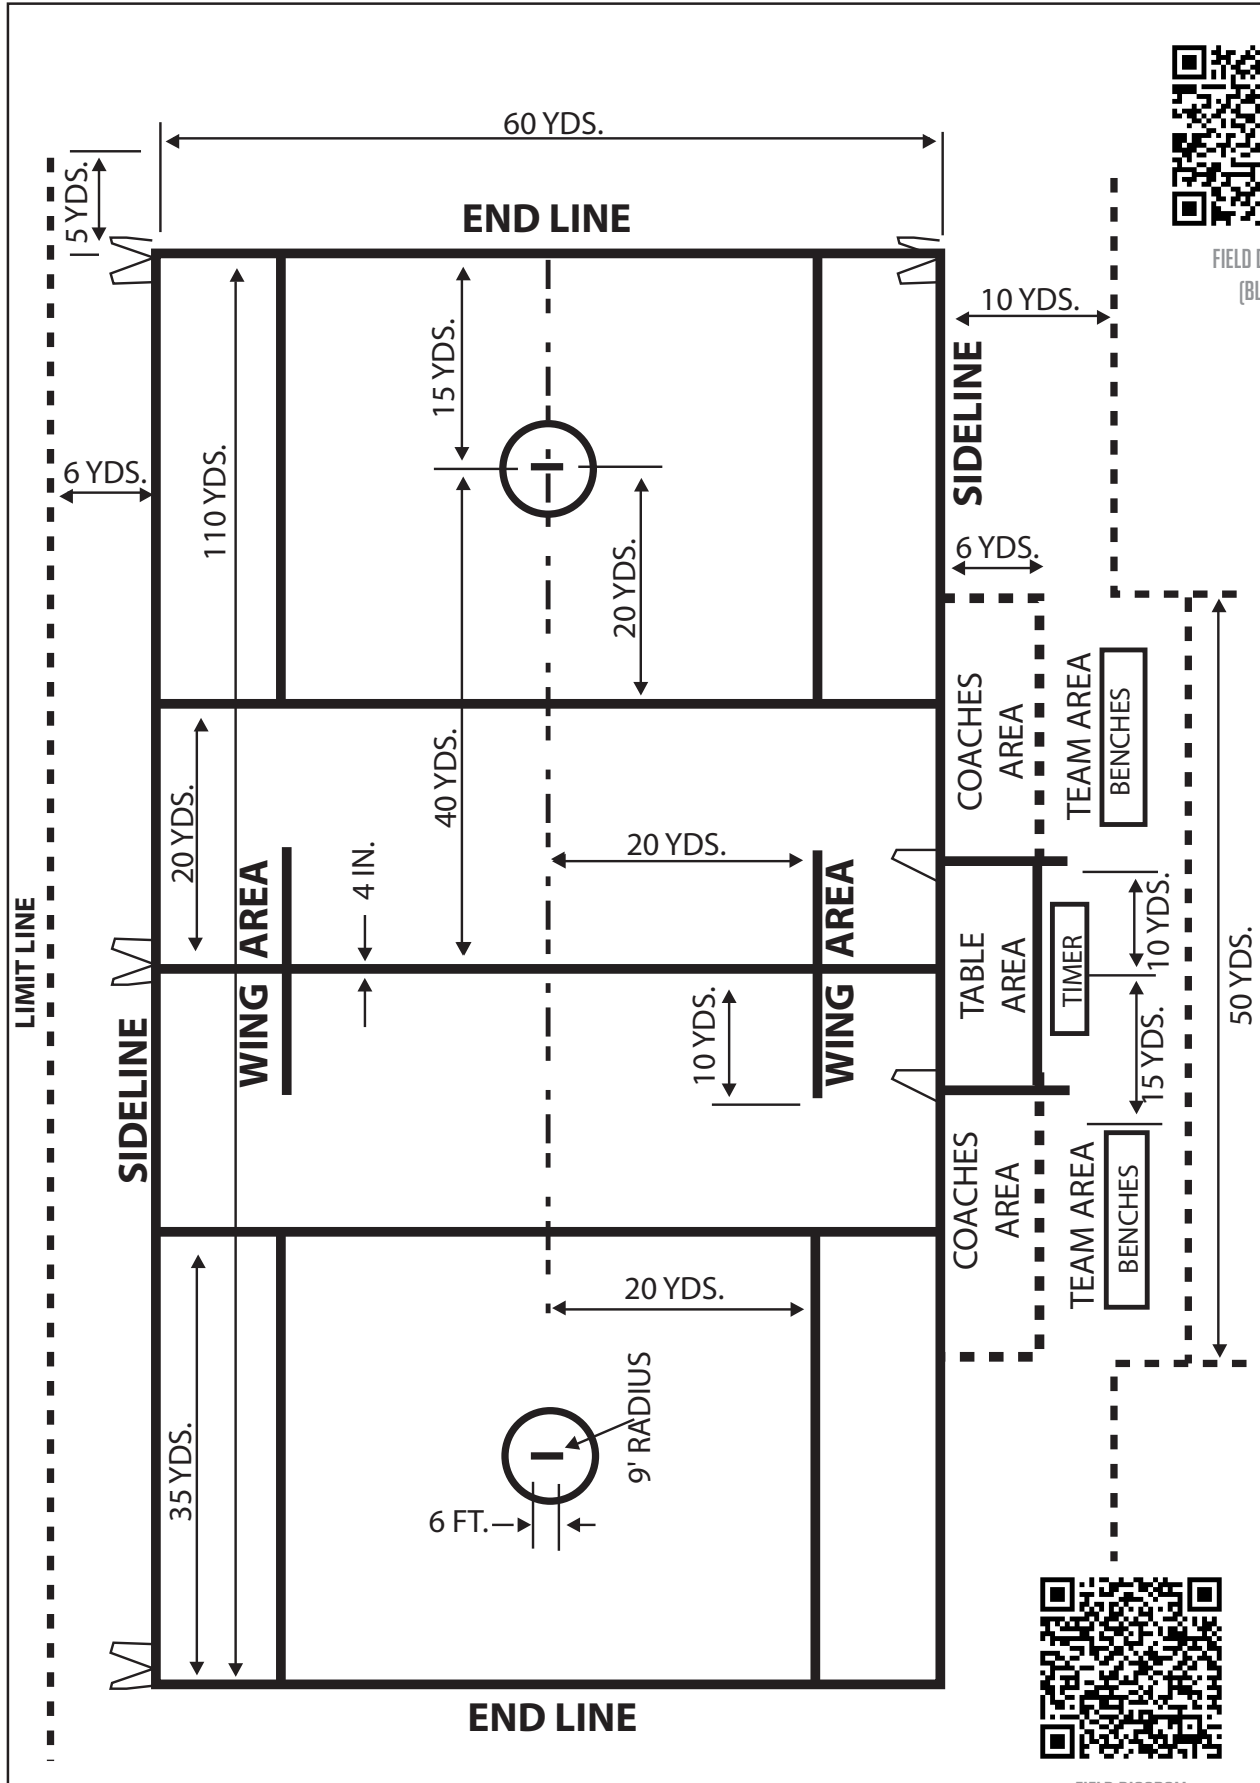 60 YDS.
5 YDS.
END LINE
FIELD D
(BL
10 YDS.
15 YDS.
SIDELINE
6 YDS.
110 YDS.
6 YDS.
20 YDS.
COACHES
AREA
TEAM AREA
BENCHES
20 YDS.
40 YDS.
4 IN.
20 YDS.
WING AREA
WING AREA
LIMIT LINE
10 YDS.
TABLE
AREA
TIMER
10 YDS.
15 YDS.
50 YDS.
SIDELINE
COACHES
AREA
TEAM AREA
BENCHES
20 YDS.
35 YDS.
9' RADIUS
6 FT.
END LINE